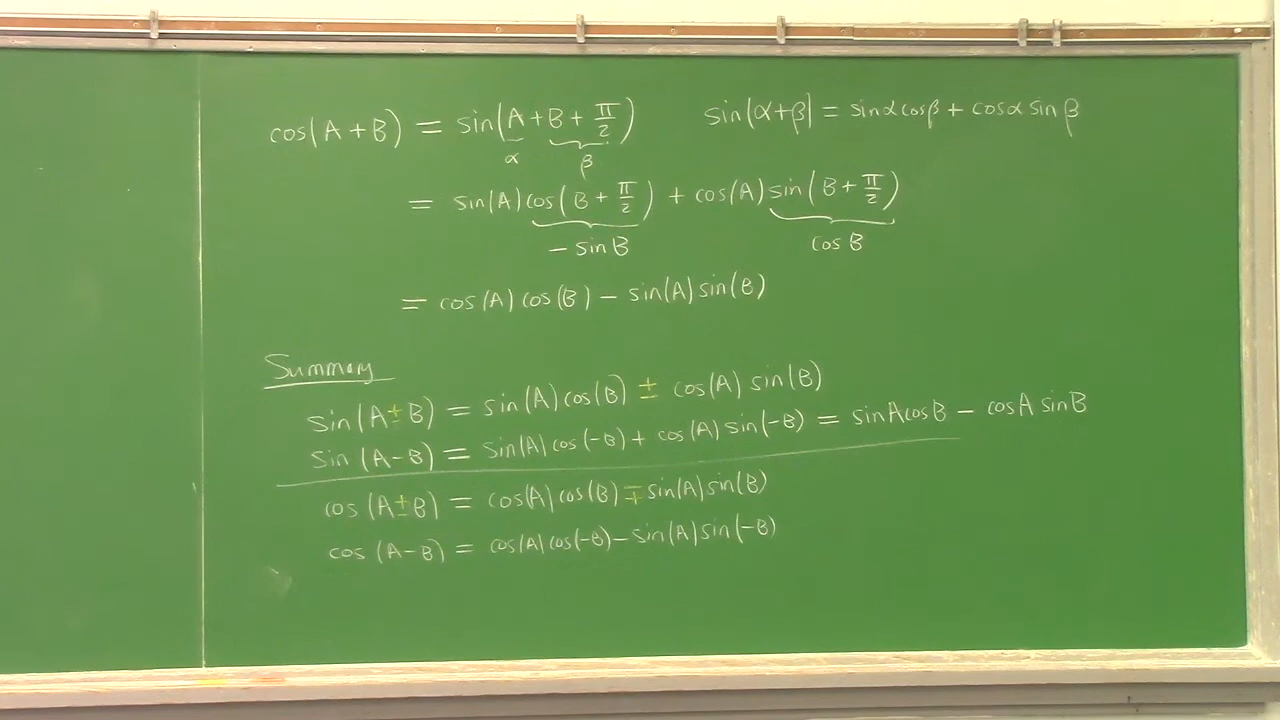 cos(A + B) = sin(A + B + π/2) sin(α+β) = sinα cosβ + cosα sin β
α β
= sin(A) cos(B + π/2) + cos(A) sin(B + π/2)
- sin B cos B
= cos(A) cos(B) - sin(A) sin(B)
Summary
sin(A ± B) = sin(A) cos(B) ± cos(A) sin(B)
sin(A-B) = sin(A) cos(-B) + cos(A) sin(-B) = sinA cosB - cosA sinB
cos(A ± B) = cos(A) cos(B) ∓ sin(A) sin(B)
cos(A-B) = cos(A) cos(-B) - sin(A) sin(-B)